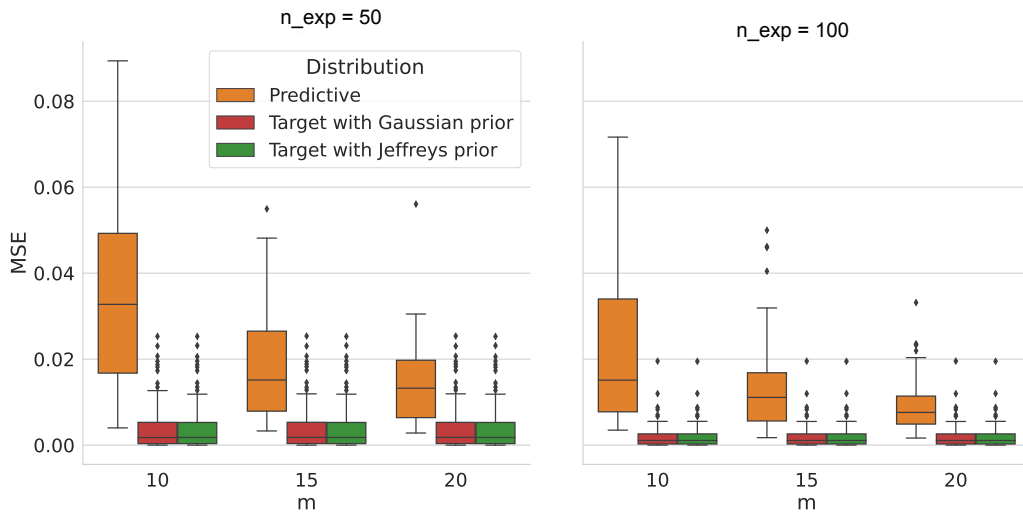 n_exp = 50
n_exp = 100
Distribution
Predictive
Target with Gaussian prior
Target with Jeffreys prior
MSE
0.08
0.06
0.04
0.02
0.00
10 15 20
m
10 15 20
m